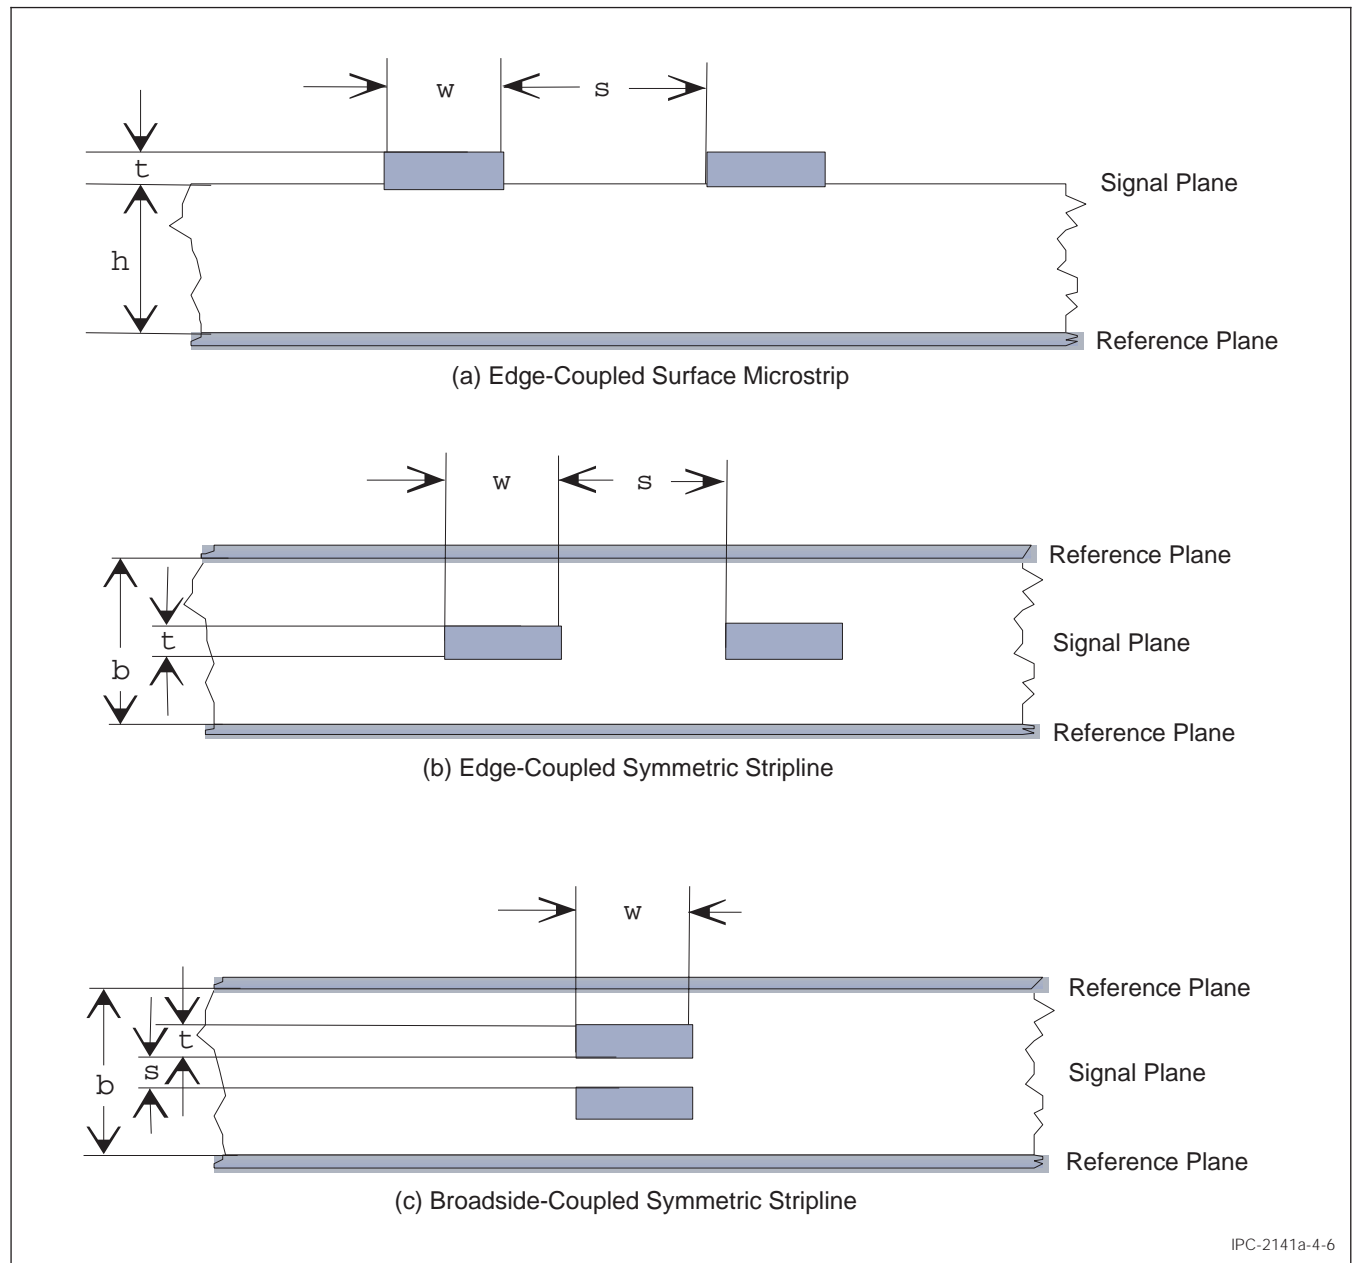 w
s
t
Signal Plane
h
Reference Plane
(a) Edge-Coupled Surface Microstrip
w
s
Reference Plane
t
Signal Plane
b
Reference Plane
(b) Edge-Coupled Symmetric Stripline
w
Reference Plane
t
s
Signal Plane
b
Reference Plane
(c) Broadside-Coupled Symmetric Stripline
IPC-2141a-4-6